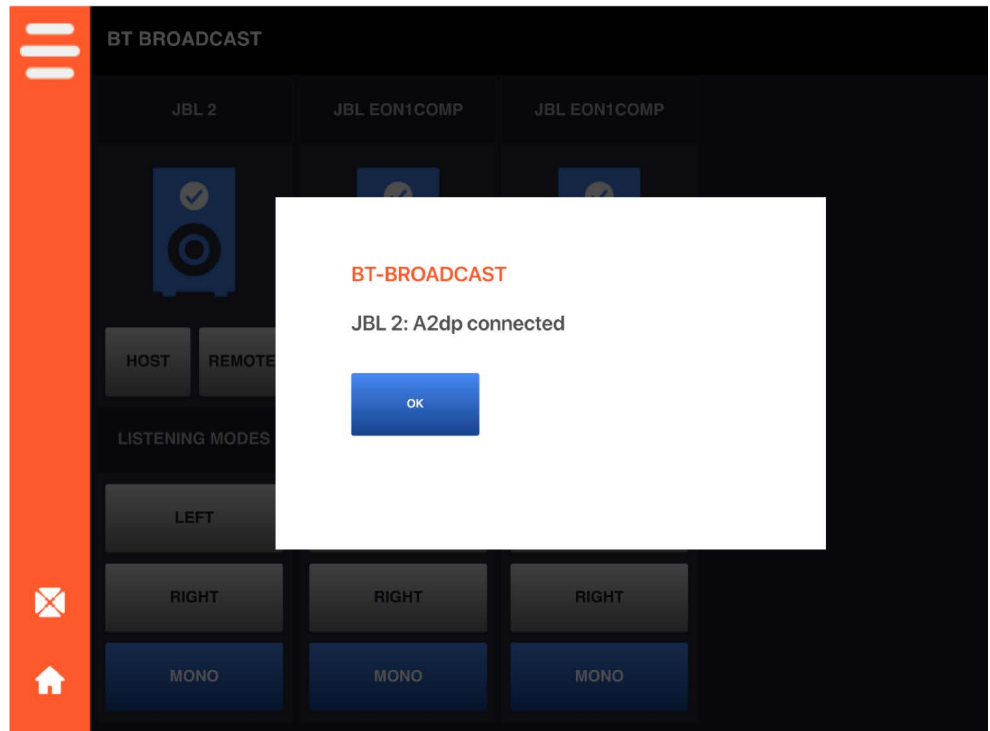 BT BROADCAST
JBL 2
JBL EON1COMP
JBL EON1COMP
BT-BROADCAST
JBL 2: A2dp connected
OK
HOST
REMOTE
LISTENING MODES
LEFT
RIGHT
RIGHT
RIGHT
MONO
MONO
MONO